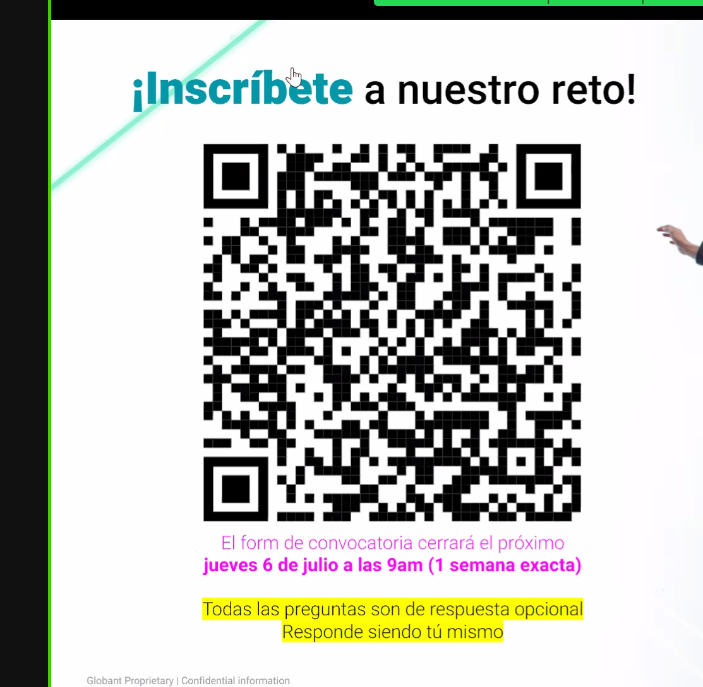 ¡Inscríbete a nuestro reto!
El form de convocatoria cerrará el próximo
jueves 6 de julio a las 9am (1 semana exacta)
Todas las preguntas son de respuesta opcional
Responde siendo tú mismo
Globant Proprietary | Confidential information